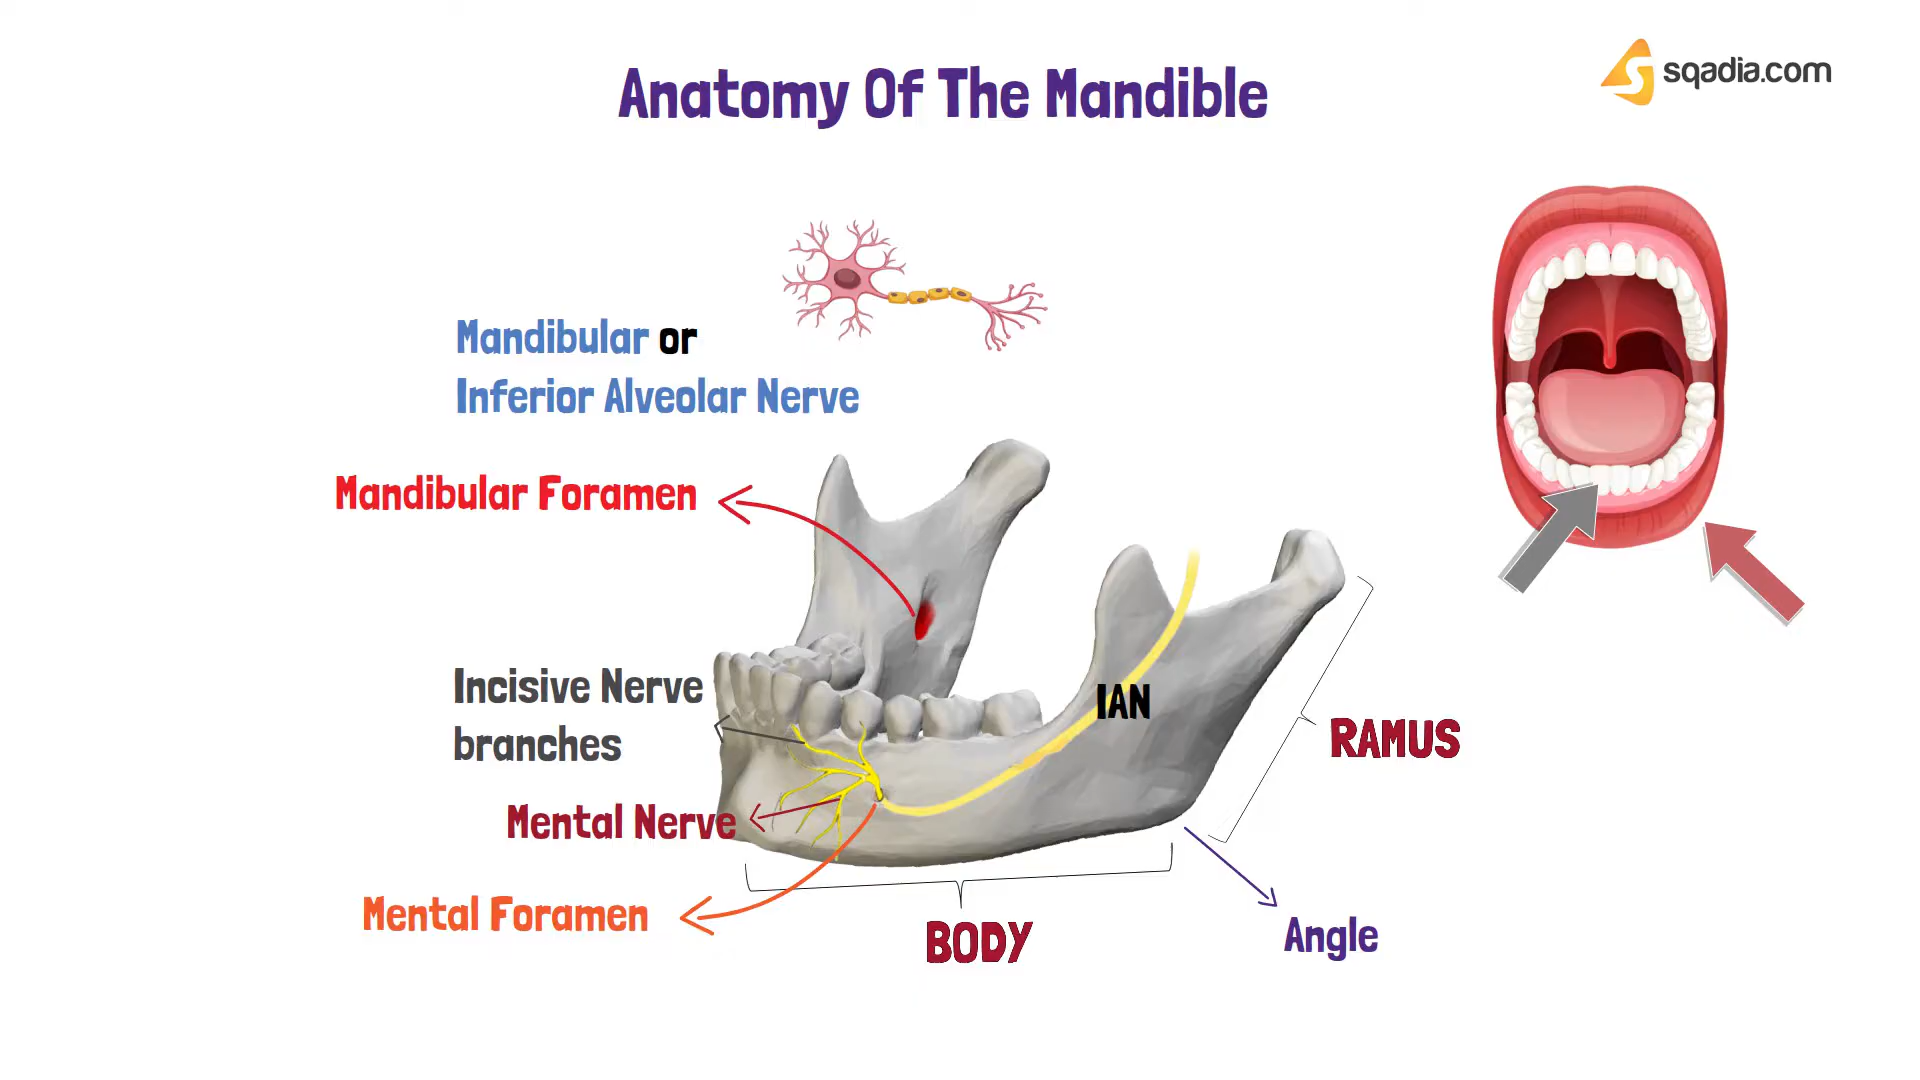 Anatomy Of The Mandible
sqadia.com
Mandibular or
Inferior Alveolar Nerve
Mandibular Foramen
Incisive Nerve
branches
IAN
RAMUS
Mental Nerve
Mental Foramen
BODY
Angle